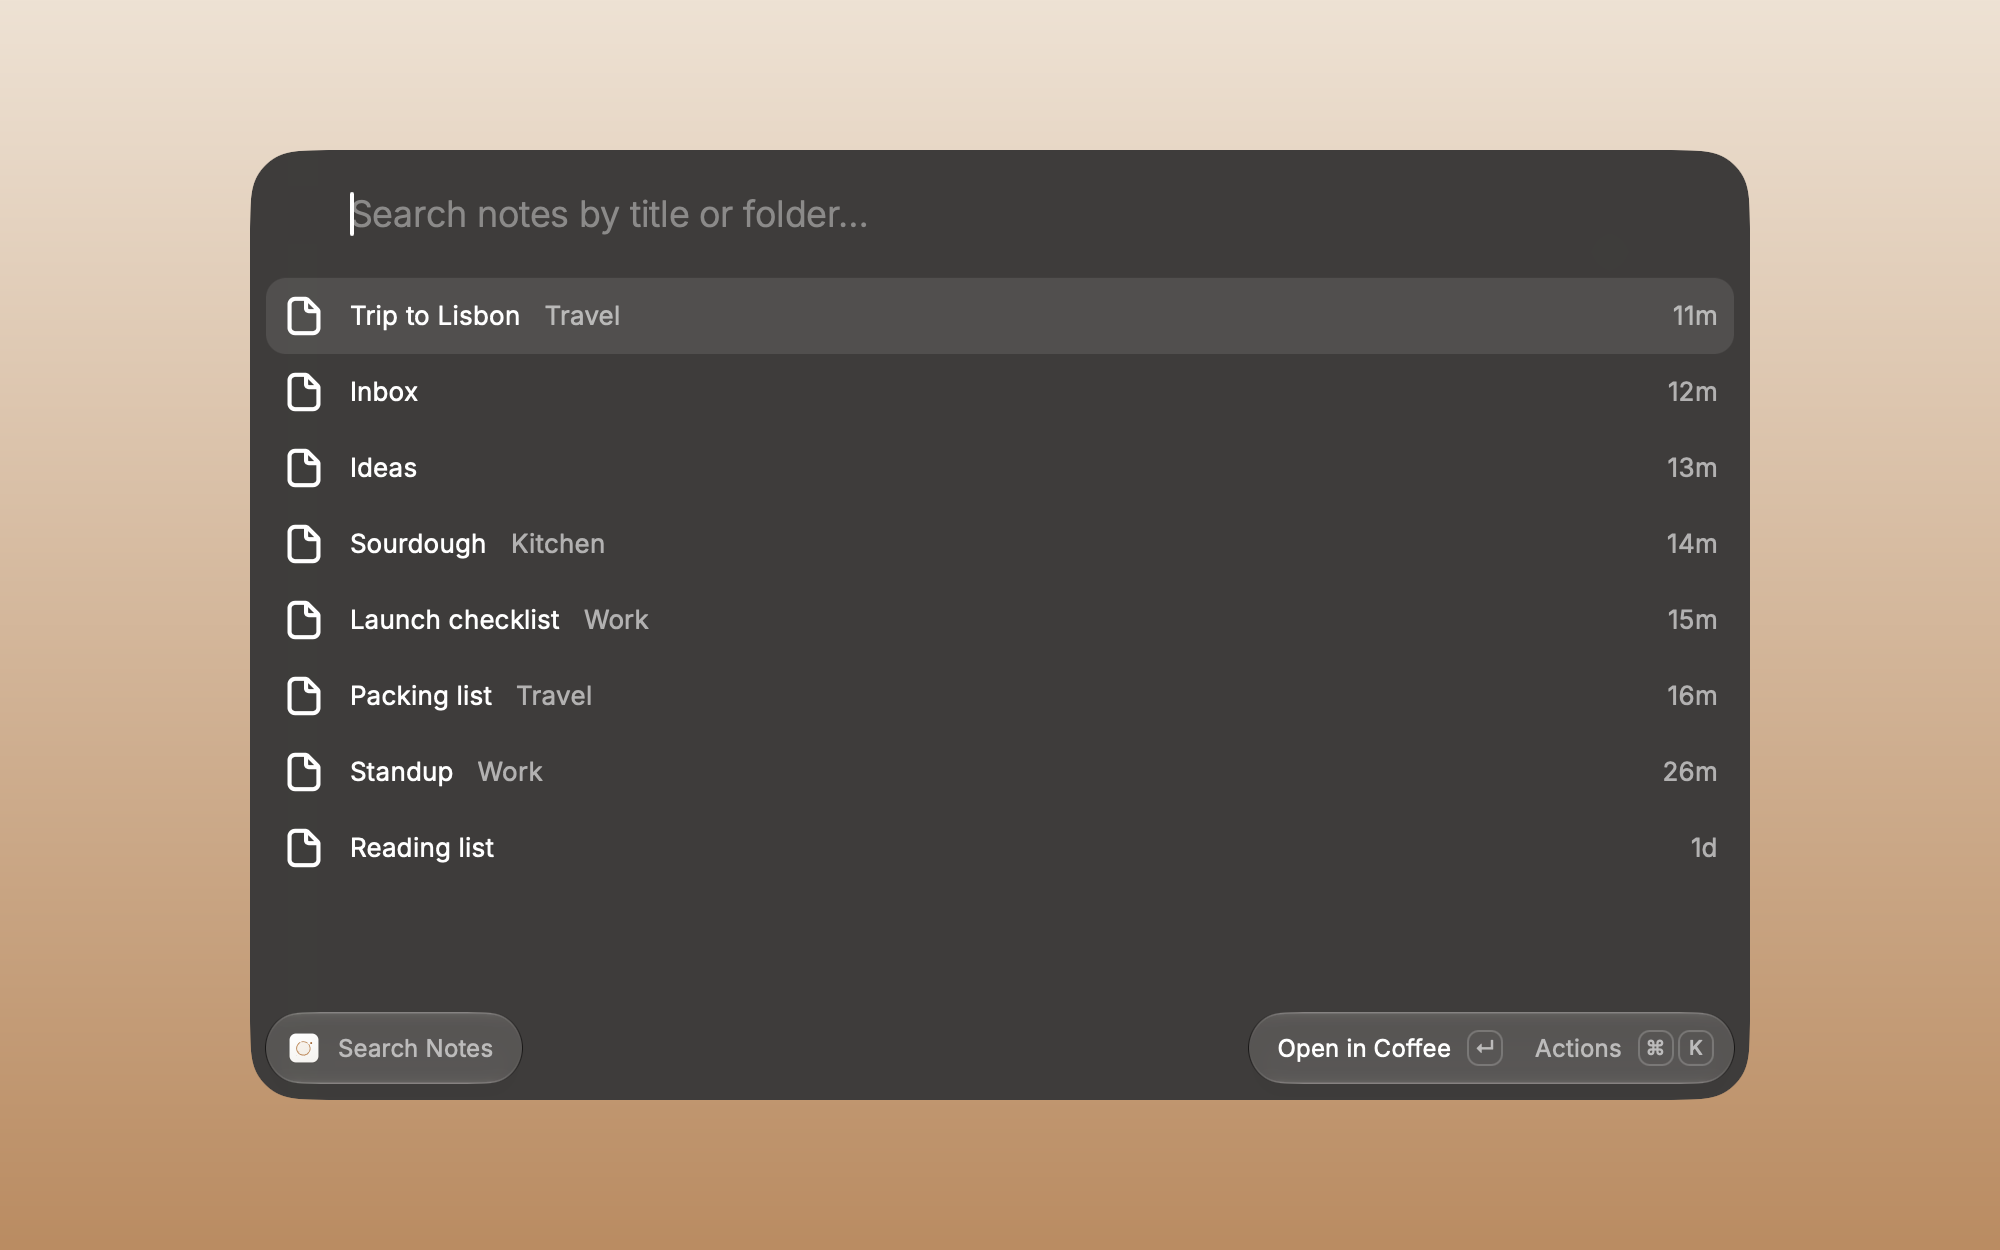 Search notes by title or folder...
Trip to Lisbon Travel 11m
Inbox 12m
Ideas 13m
Sourdough Kitchen 14m
Launch checklist Work 15m
Packing list Travel 16m
Standup Work 26m
Reading list 1d
Search Notes Open in Coffee ↵ Actions ⌘ K